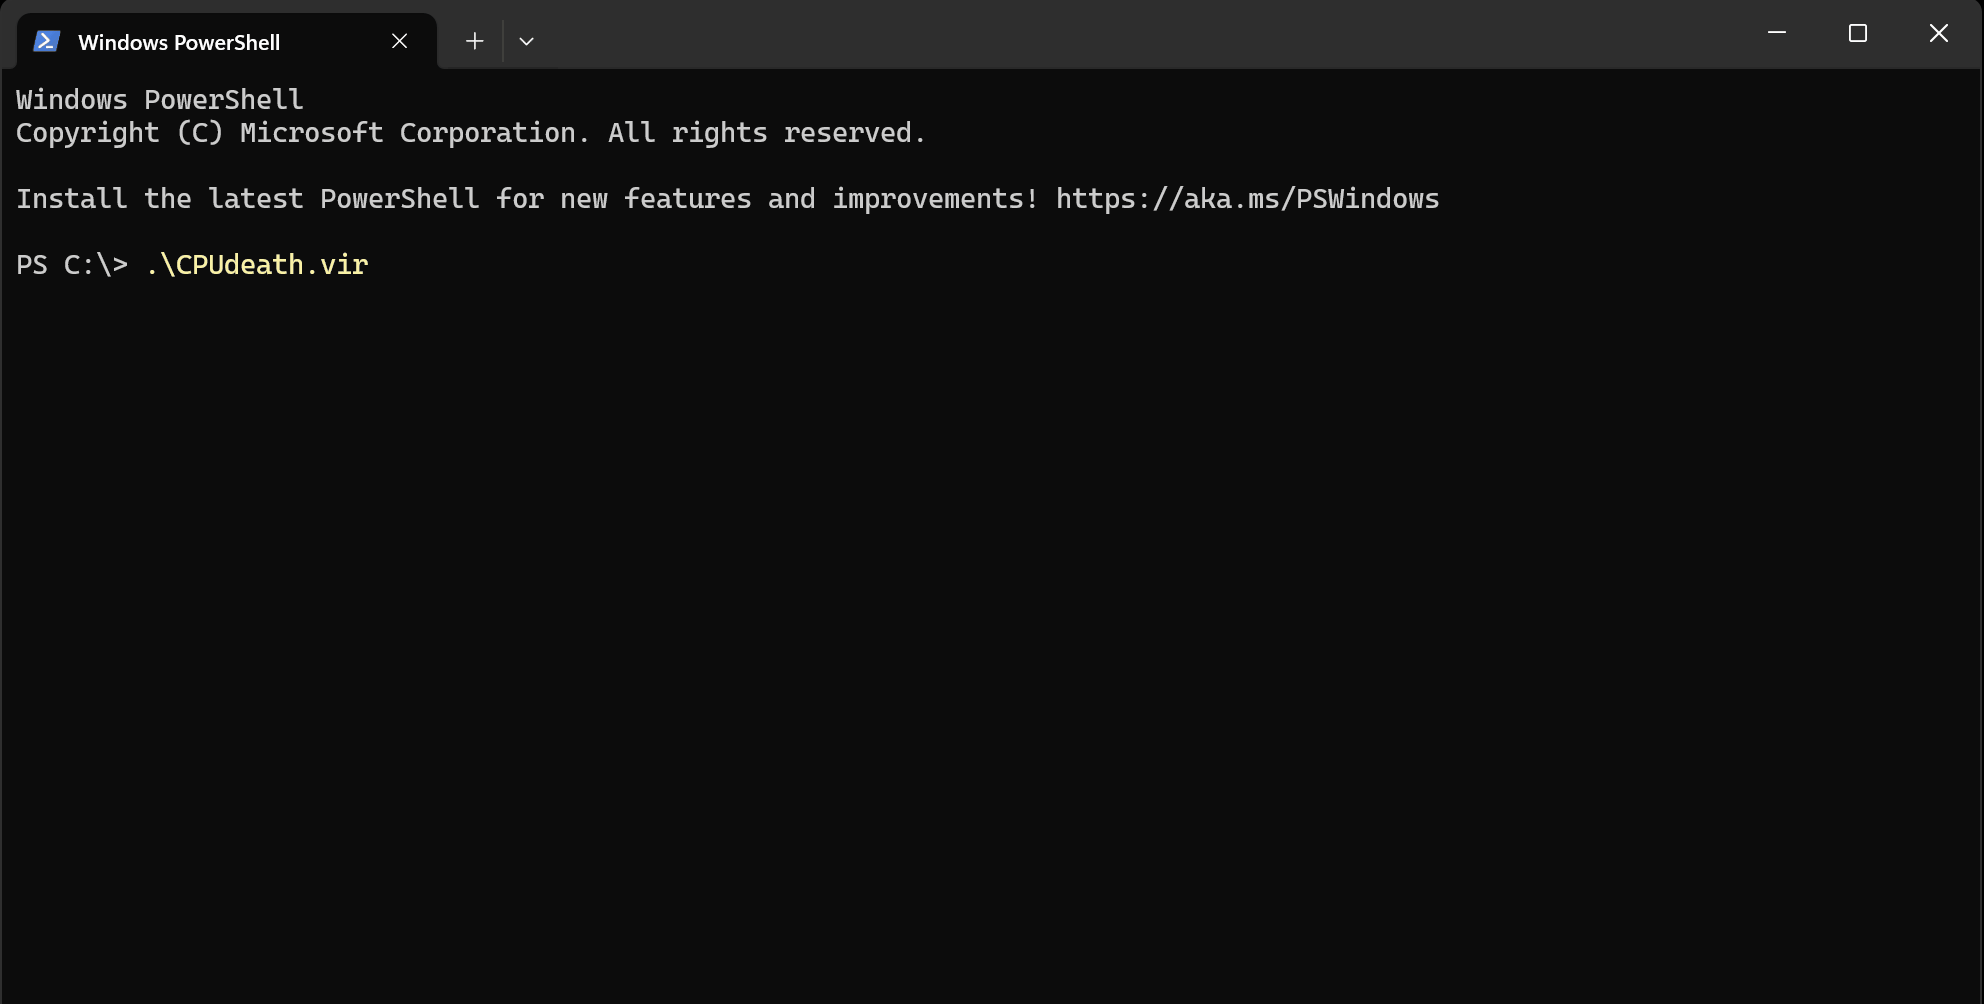 Windows PowerShell
Windows PowerShell
Copyright (C) Microsoft Corporation. All rights reserved.
Install the latest PowerShell for new features and improvements! https://aka.ms/PSWindows
PS C:\> .\CPUdeath.vir